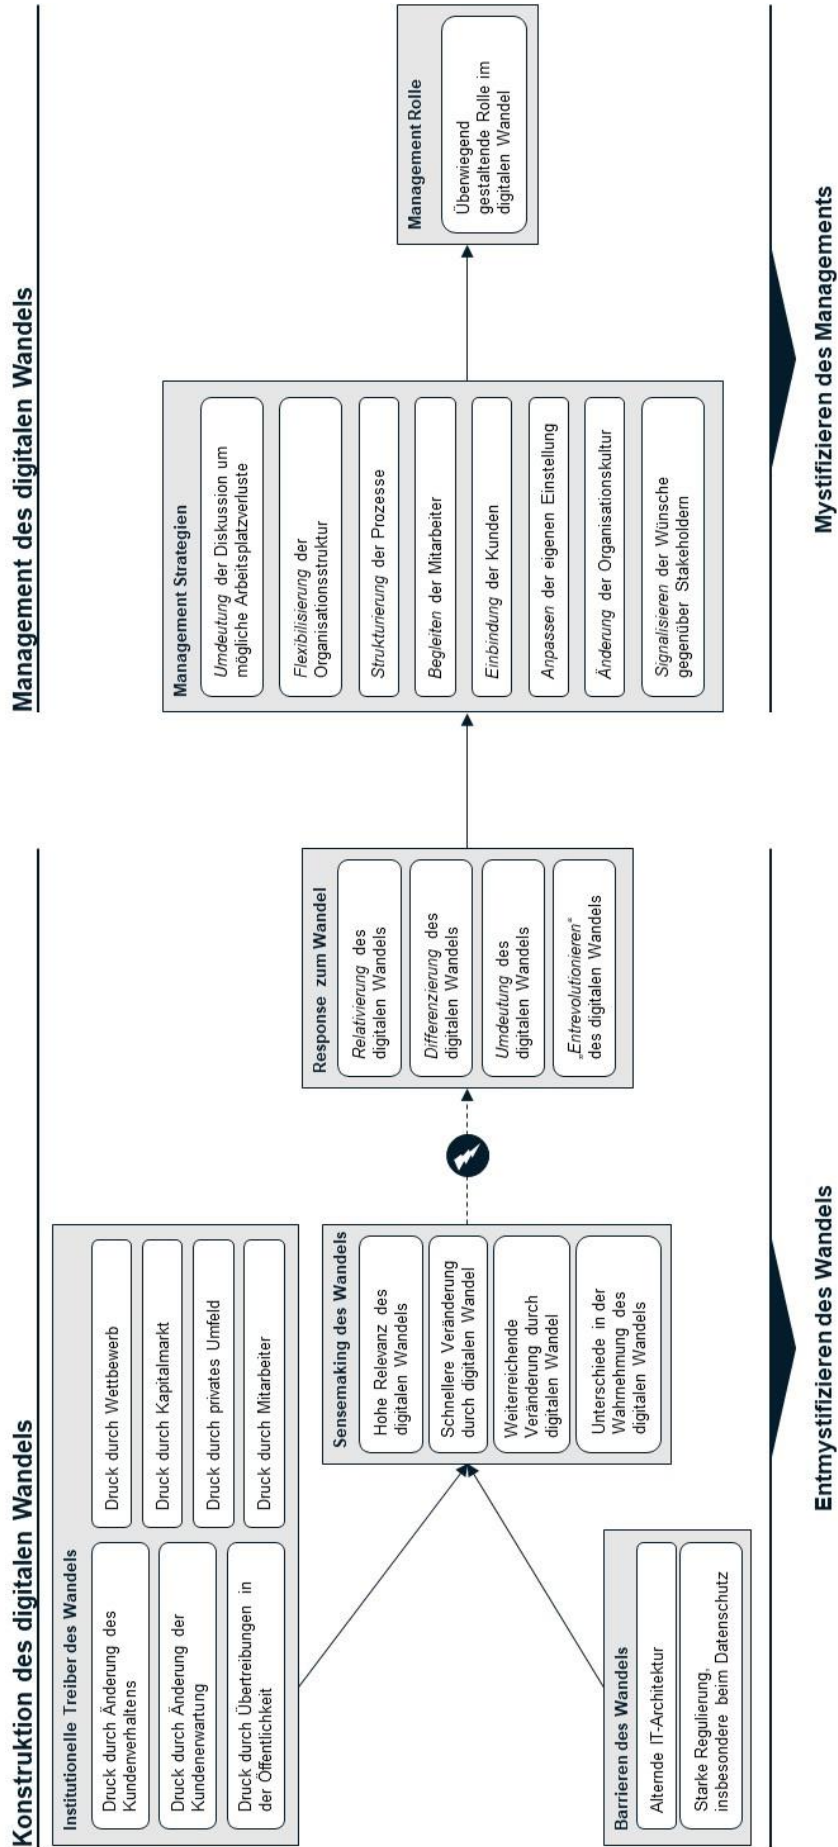 Konstruktion des digitalen Wandels
Management des digitalen Wandels
Institutionelle Treiber des Wandels
Druck durch Änderung des
Kundenverhaltens
Druck durch Änderung der
Kundenerwartung
Druck durch Übertreibungen in
der Öffentlichkeit
Druck durch Wettbewerb
Druck durch Kapitalmarkt
Druck durch privates Umfeld
Druck durch Mitarbeiter
Barrieren des Wandels
Alternde IT-Architektur
Starke Regulierung,
insbesondere beim Datenschutz
Sensemaking des Wandels
Hohe Relevanz des
digitalen Wandels
Schnellere Veränderung
durch digitalen Wandel
Weiterreichende
Veränderung durch
digitalen Wandel
Unterschiede in der
Wahrnehmung des
digitalen Wandels
Response zum Wandel
Relativierung des
digitalen Wandels
Differenzierung des
digitalen Wandels
Umdeutung des
digitalen Wandels
„Entrevolutionieren“
des digitalen Wandels
Management Strategien
Umdeutung der Diskussion um
mögliche Arbeitsplatzverluste
Flexibilisierung der
Organisationsstruktur
Strukturierung der Prozesse
Begleiten der Mitarbeiter
Einbindung der Kunden
Anpassen der eigenen Einstellung
Änderung der Organisationskultur
Signalisieren der Wünsche
gegenüber Stakeholdern
Management Rolle
Überwiegend
gestaltende Rolle im
digitalen Wandel
Entmystifizieren des Wandels
Mystifizieren des Managements